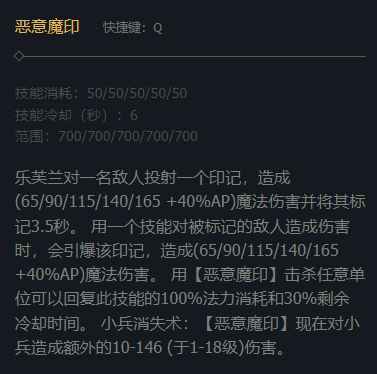 恶意魔印 快捷键：Q
技能消耗：50/50/50/50/50
技能冷却（秒）：6
范围：700/700/700/700/700
乐芙兰对一名敌人投射一个印记，造成
(65/90/115/140/165 +40%AP)魔法伤害并将其标
记3.5秒。 用一个技能对被标记的敌人造成伤害
时，会引爆该印记，造成(65/90/115/140/165
+40%AP)魔法伤害。 用【恶意魔印】击杀任意单
位可以回复此技能的100%法力消耗和30%剩余
冷却时间。 小兵消失术：【恶意魔印】现在对小
兵造成额外的10-146 (于1-18级)伤害。